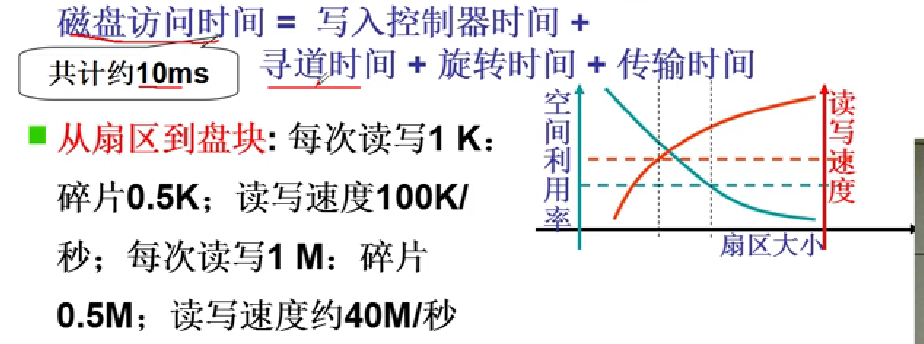 磁盘访问时间 = 写入控制器时间 +
寻道时间 + 旋转时间 + 传输时间
共计约10ms
从扇区到盘块: 每次读写1 K：
碎片0.5K；读写速度100K/
秒；每次读写1 M：碎片
0.5M；读写速度约40M/秒
空间利用率
读写速度
扇区大小